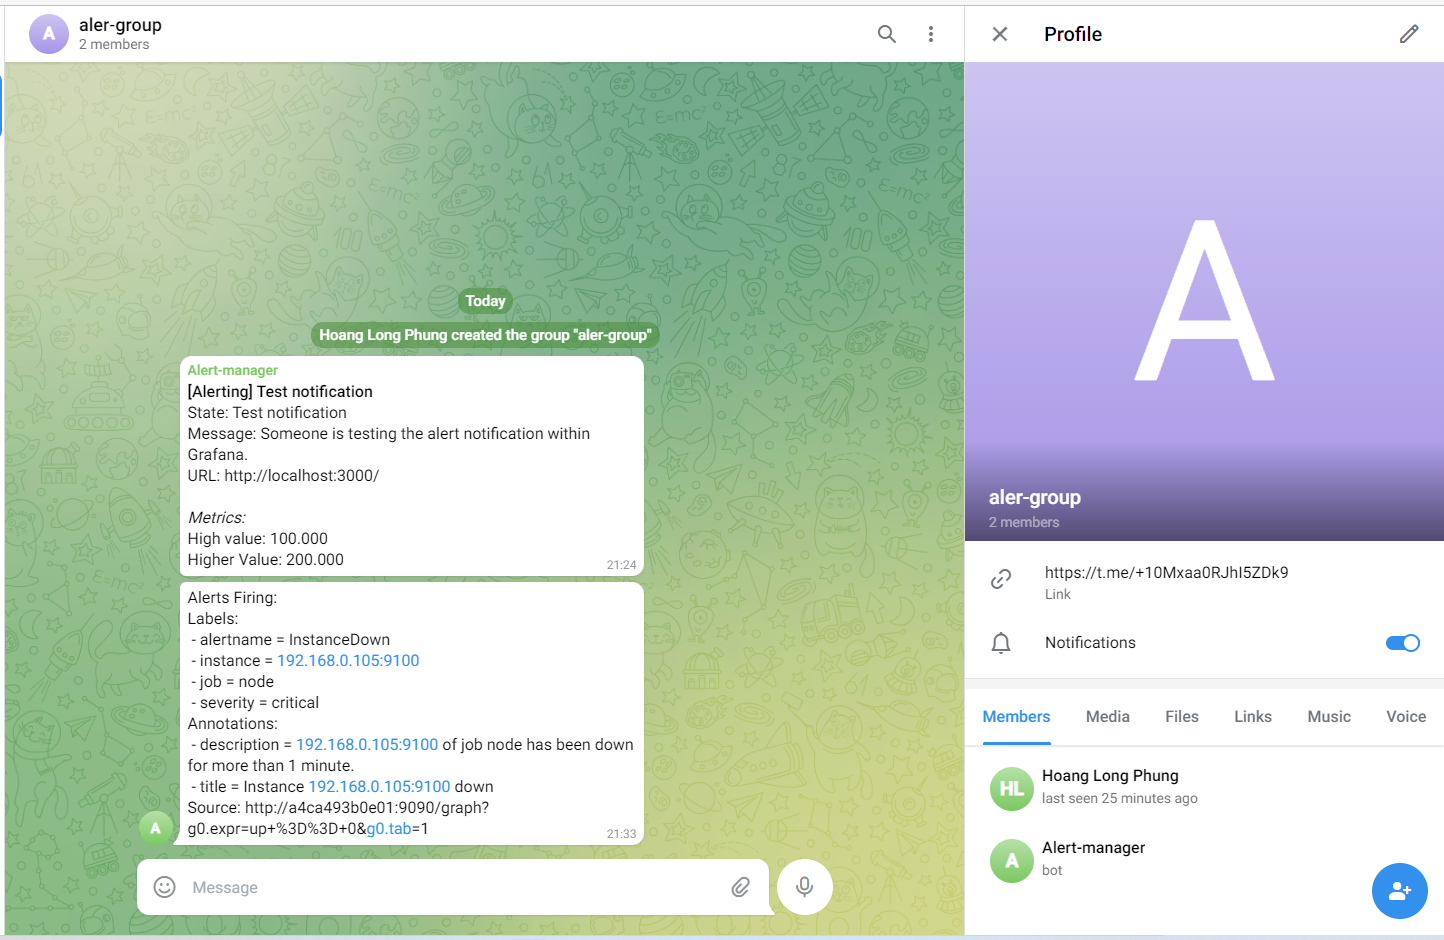 A
aler-group
2 members
Today
Hoang Long Phung created the group "aler-group"
Alert-manager
[Alerting] Test notification
State: Test notification
Message: Someone is testing the alert notification within
Grafana.
URL: http://localhost:3000/
Metrics:
High value: 100.000
Higher Value: 200.000
21:24
Alerts Firing:
Labels:
- alertname = InstanceDown
- instance = 192.168.0.105:9100
- job = node
- severity = critical
Annotations:
- description = 192.168.0.105:9100 of job node has been down
for more than 1 minute.
- title = Instance 192.168.0.105:9100 down
Source: http://a4ca493b0e01:9090/graph?
g0.expr=up+%3D%3D+0&g0.tab=1
21:33
A
Message
Profile
A
aler-group
2 members
https://t.me/+10Mxaa0RJhI5ZDk9
Link
Notifications
Members Media Files Links Music Voice
HL
Hoang Long Phung
last seen 25 minutes ago
A
Alert-manager
bot